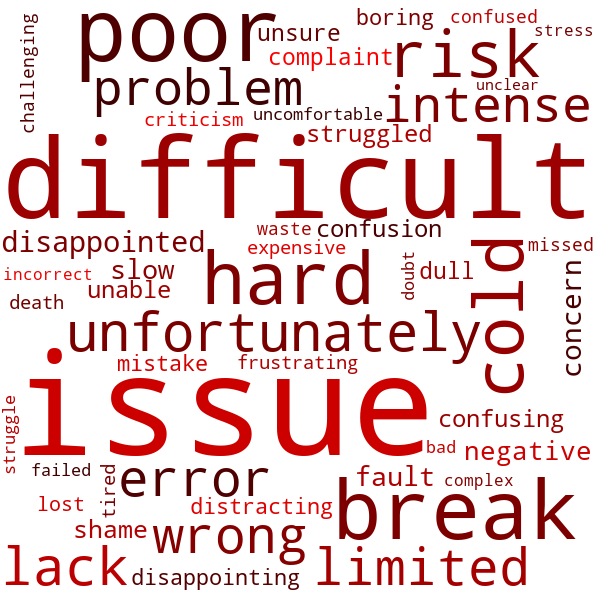 poor
boring
confused
stress
unsure
challenging
complaint
risk
problem
unclear
intense
criticism
uncomfortable
struggled
difficult
waste
confusion
disappointed
expensive
missed
incorrect
slow
hard
doubt
dull
cold
concern
unable
death
unfortunately
mistake
frustrating
issue
struggle
confusing
bad
negative
failed
tired
error
fault
complex
lost
distracting
break
shame
wrong
lack
disappointing
limited